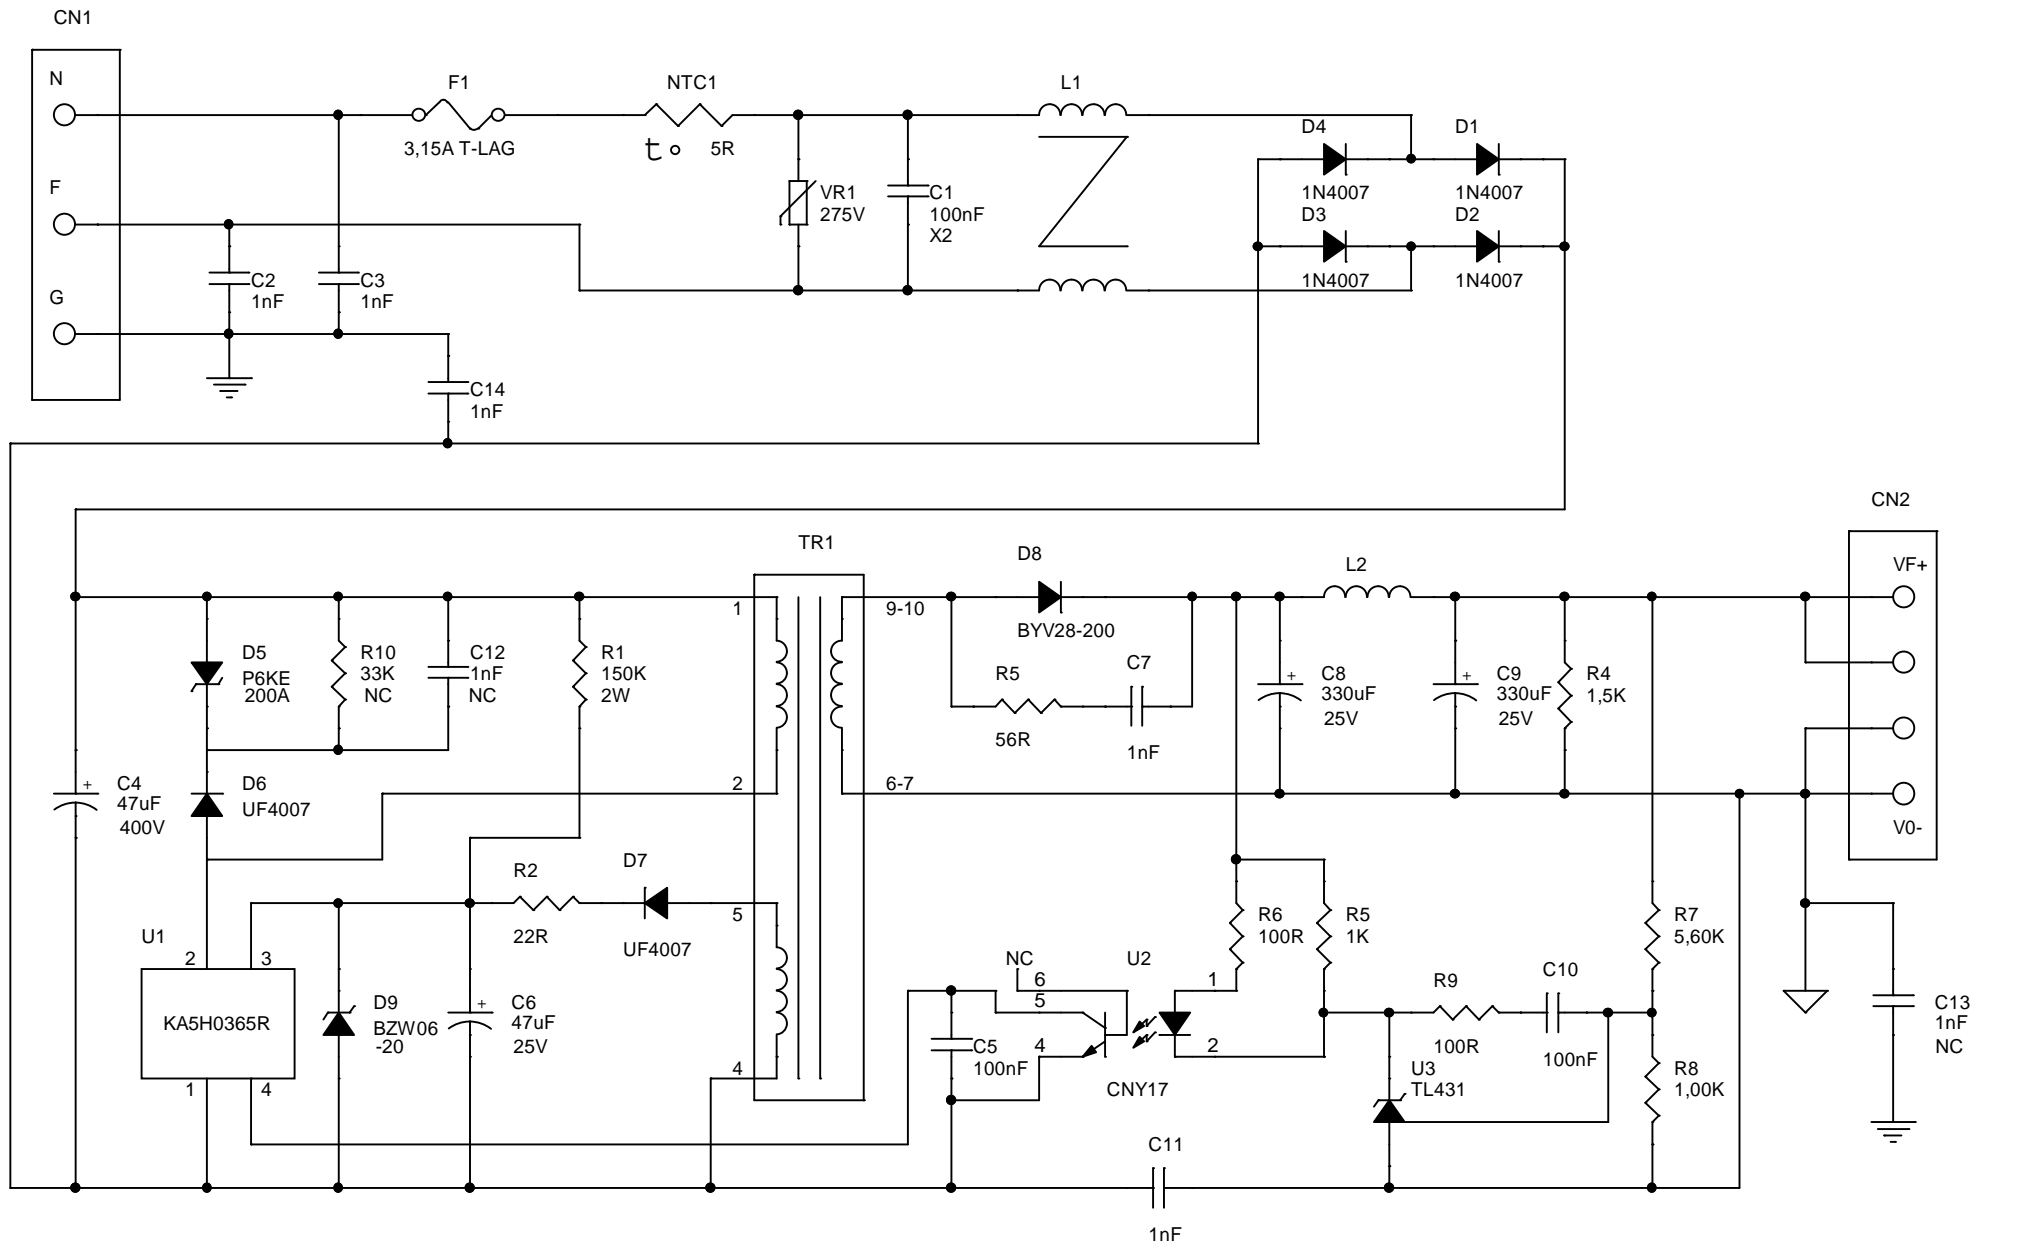 CN1
N
F1
NTC1
L1
3,15A T-LAG
t° 5R
D4
D1
1N4007
1N4007
F
VR1
275V
C1
100nF
X2
D3
D2
1N4007
1N4007
G
C2
1nF
C3
1nF
C14
1nF
CN2
TR1
D8
L2
VF+
1
9-10
BYV28-200
D5
P6KE
200A
R10
33K
NC
C12
1nF
NC
R1
150K
2W
R5
C7
56R
1nF
+
C8
330uF
25V
+
C9
330uF
25V
R4
1,5K
+
C4
47uF
400V
D6
UF4007
2
6-7
V0-
R2
D7
22R
UF4007
5
U1
2
3
KA5H0365R
1
4
D9
BZW06
-20
+
C6
47uF
25V
4
R6
100R
R5
1K
R7
5,60K
NC
6
5
4
U2
1
2
CNY17
C5
100nF
R9
100R
C10
100nF
U3
TL431
R8
1,00K
C13
1nF
NC
C11
1nF